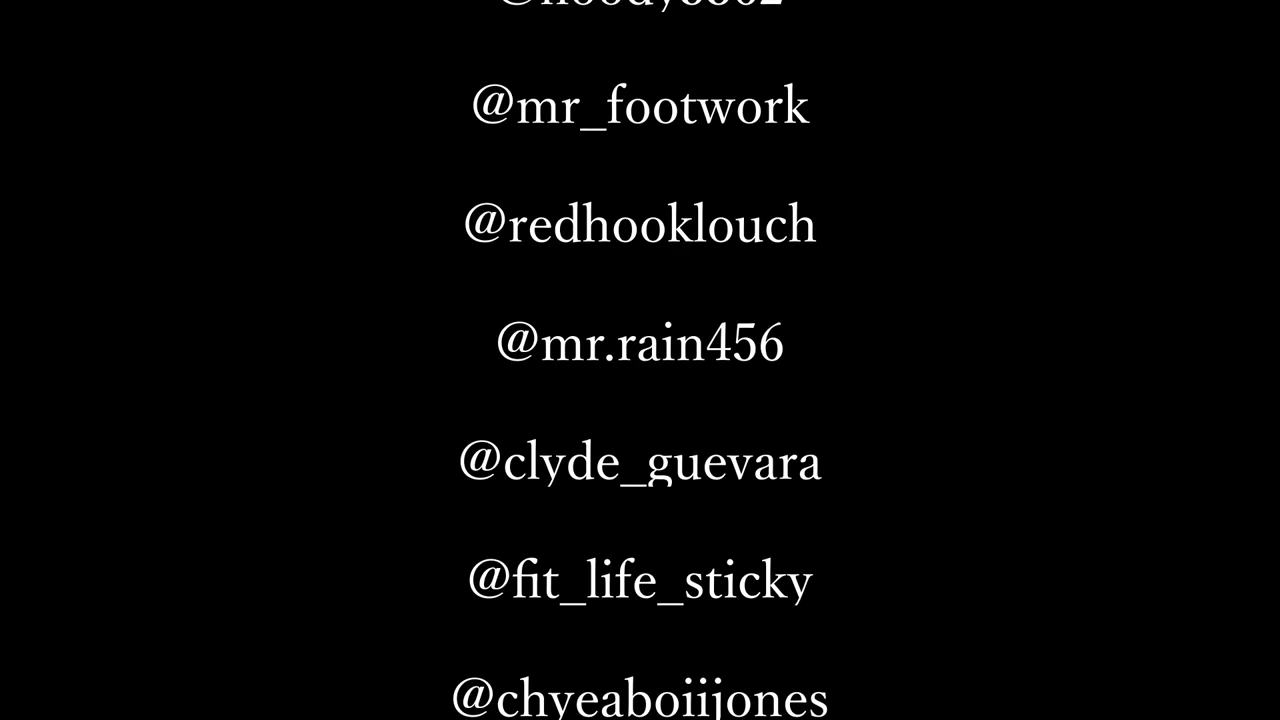 @mr_footwork
@redhooklouch
@mr.rain456
@clyde_guevara
@fit_life_sticky
@chyeaboiijones